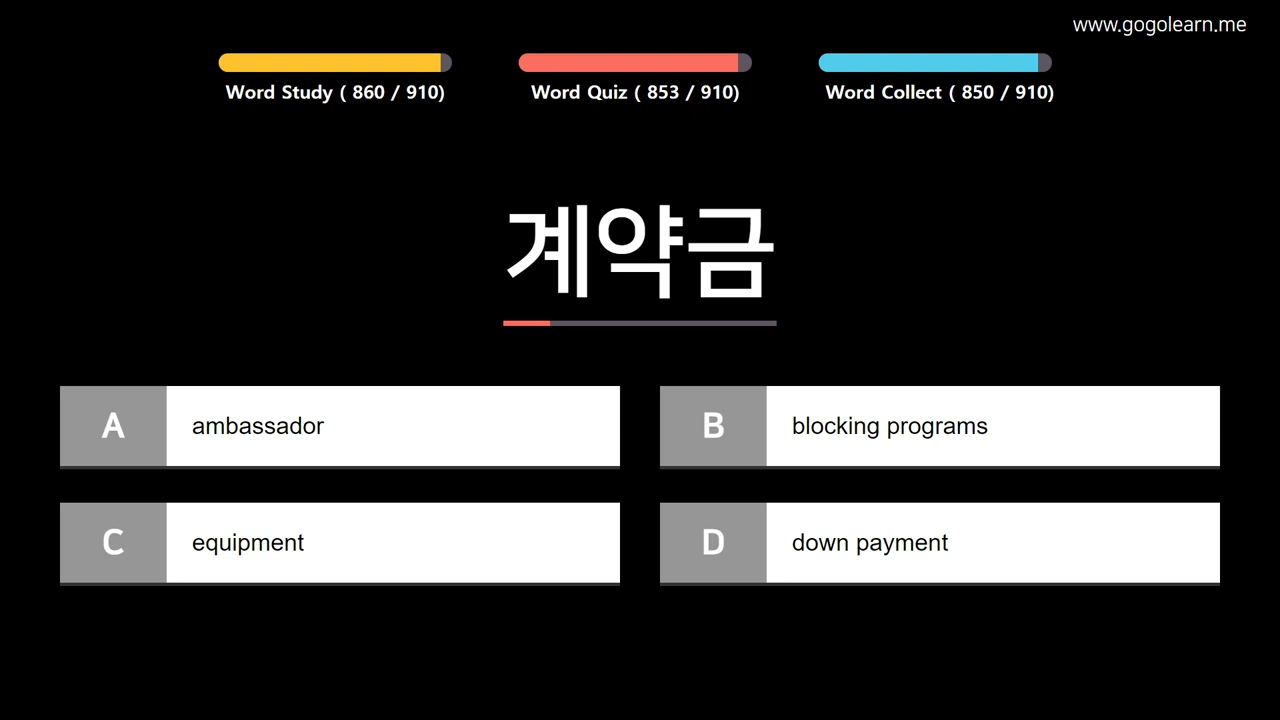 www.gogolearn.me
Word Study ( 860 / 910)
Word Quiz ( 853 / 910)
Word Collect ( 850 / 910)
계약금
A ambassador
B blocking programs
C equipment
D down payment